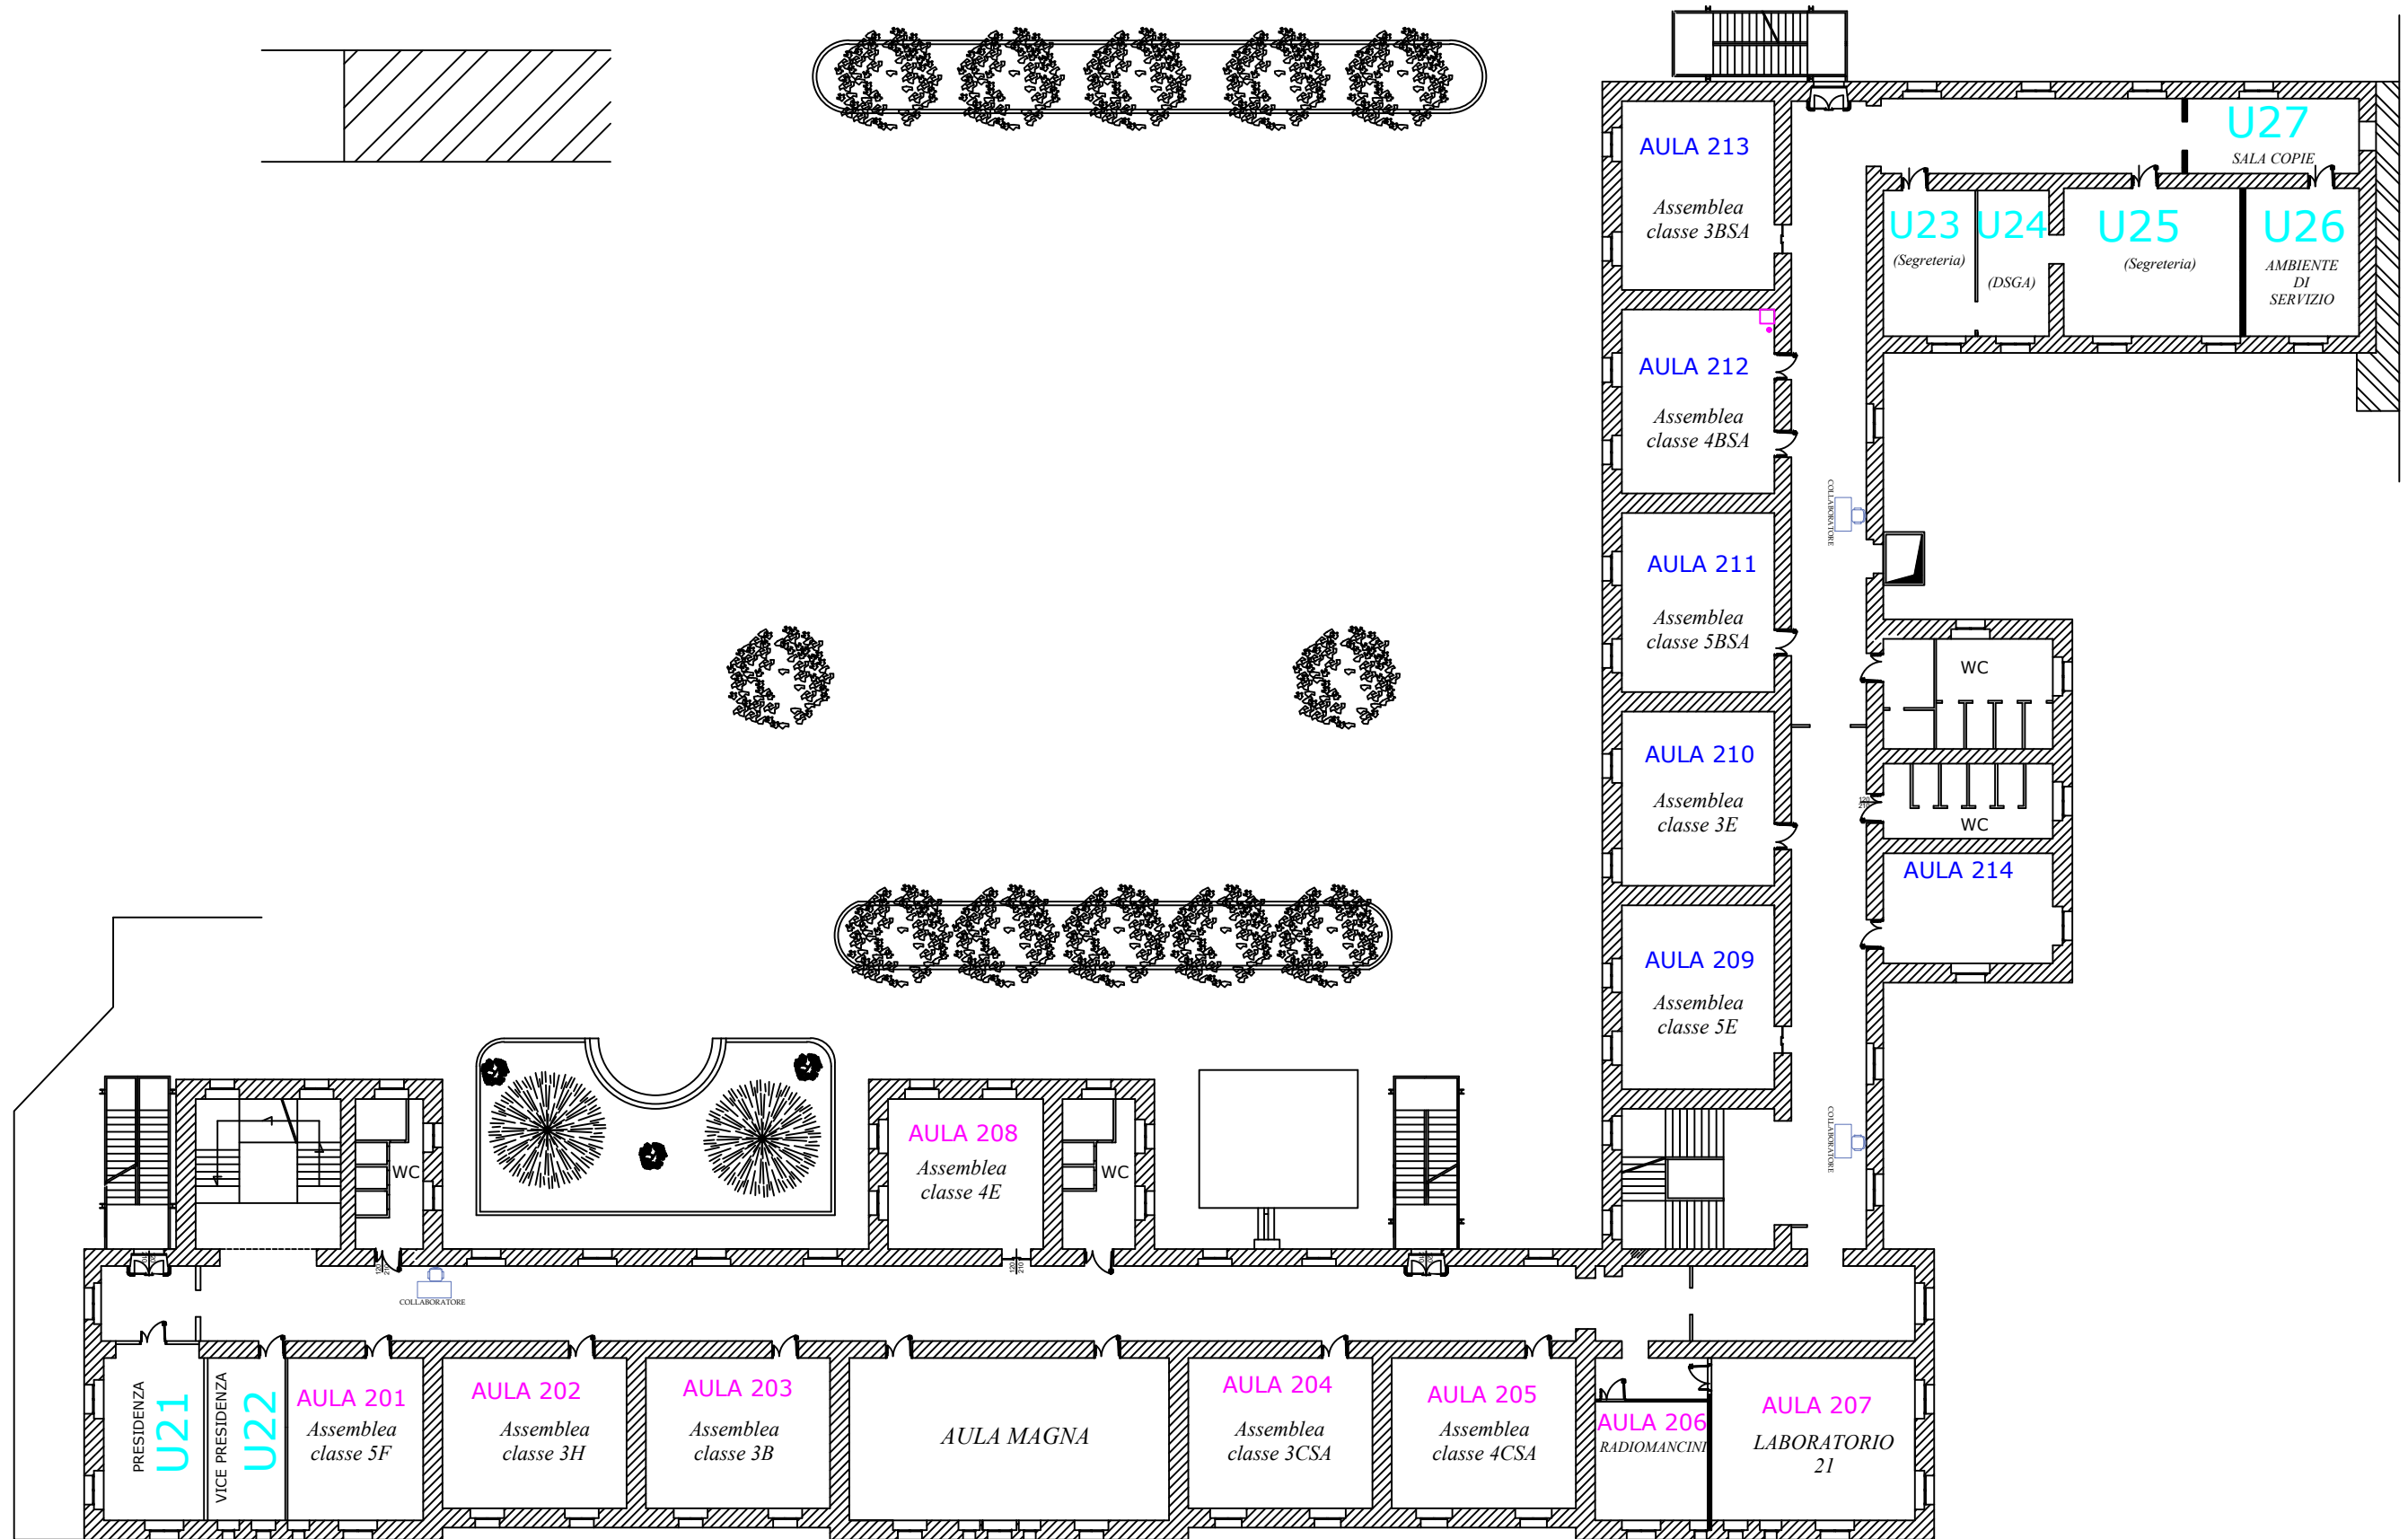 AULA 213
Assemblea
classe 3BSA
U27
SALA COPIE
U23
(Segreteria)
U24
(DSGA)
U25
(Segreteria)
U26
AMBIENTE
DI
SERVIZIO
AULA 212
Assemblea
classe 4BSA
COLLABORATORE
AULA 211
Assemblea
classe 5BSA
WC
AULA 210
Assemblea
classe 3E
WC
AULA 214
AULA 209
Assemblea
classe 5E
COLLABORATORE
WC
AULA 208
Assemblea
classe 4E
WC
120
210
COLLABORATORE
PRESIDENZA
U21
VICE PRESIDENZA
U22
AULA 201
Assemblea
classe 5F
AULA 202
Assemblea
classe 3H
AULA 203
Assemblea
classe 3B
AULA MAGNA
AULA 204
Assemblea
classe 3CSA
AULA 205
Assemblea
classe 4CSA
AULA 206
RADIOMANCINI
AULA 207
LABORATORIO
21